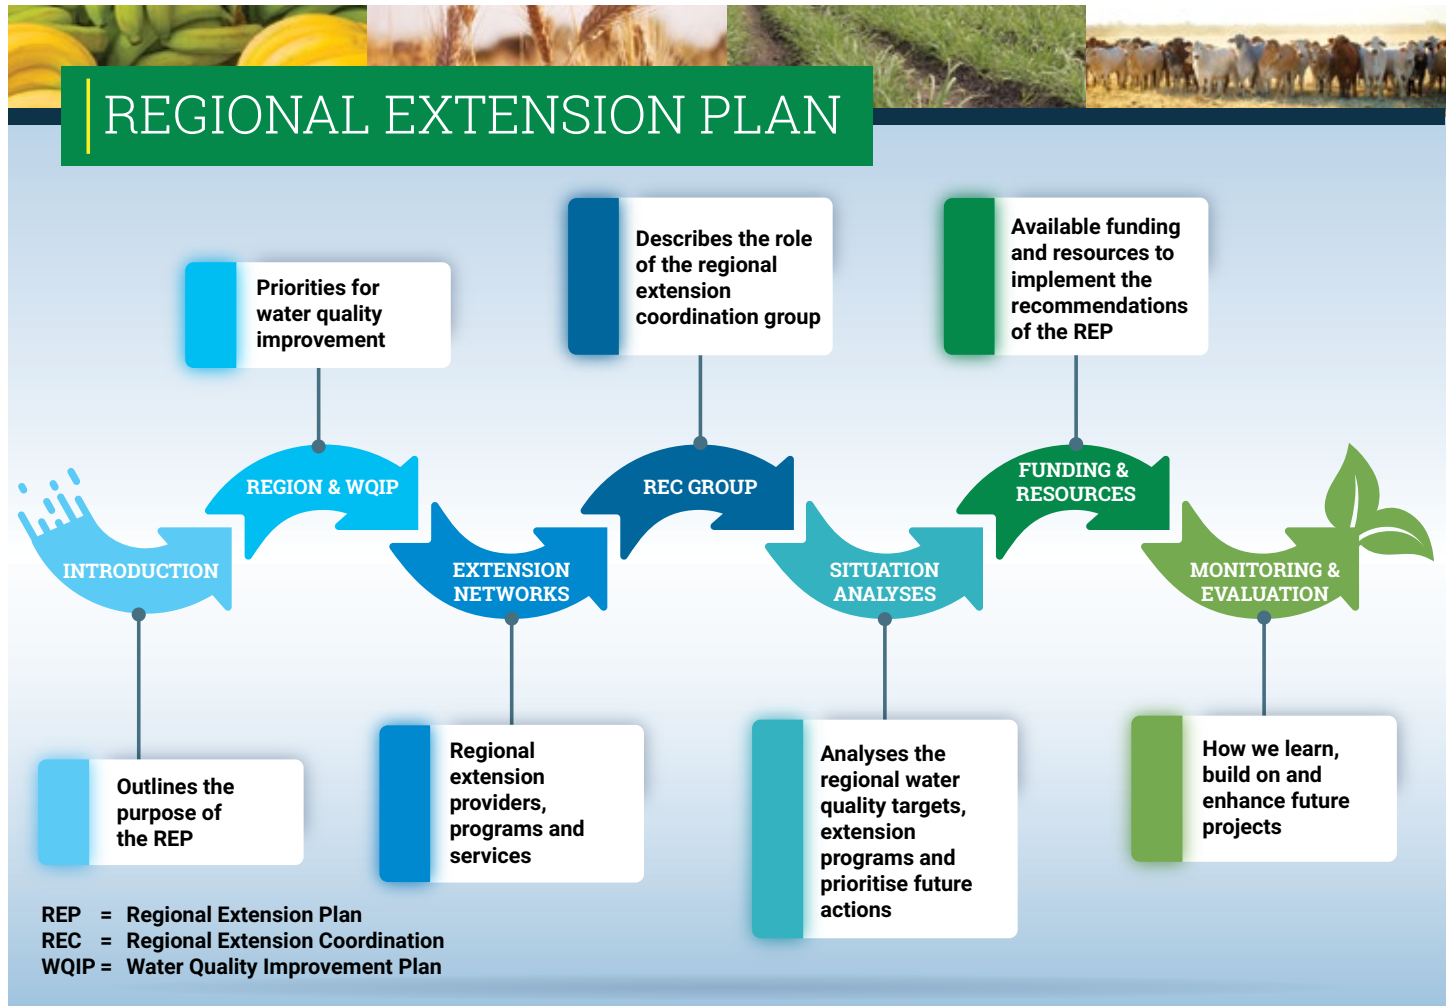 REGIONAL EXTENSION PLAN
Priorities for
water quality
improvement
Describes the role
of the regional
extension
coordination group
Available funding
and resources to
implement the
recommendations
of the REP
INTRODUCTION
REGION & WQIP
EXTENSION
NETWORKS
REC GROUP
SITUATION
ANALYSES
FUNDING &
RESOURCES
MONITORING &
EVALUATION
Outlines the
purpose of
the REP
Regional
extension
providers,
programs and
services
Analyses the
regional water
quality targets,
extension
programs and
prioritise future
actions
How we learn,
build on and
enhance future
projects
REP = Regional Extension Plan
REC = Regional Extension Coordination
WQIP = Water Quality Improvement Plan